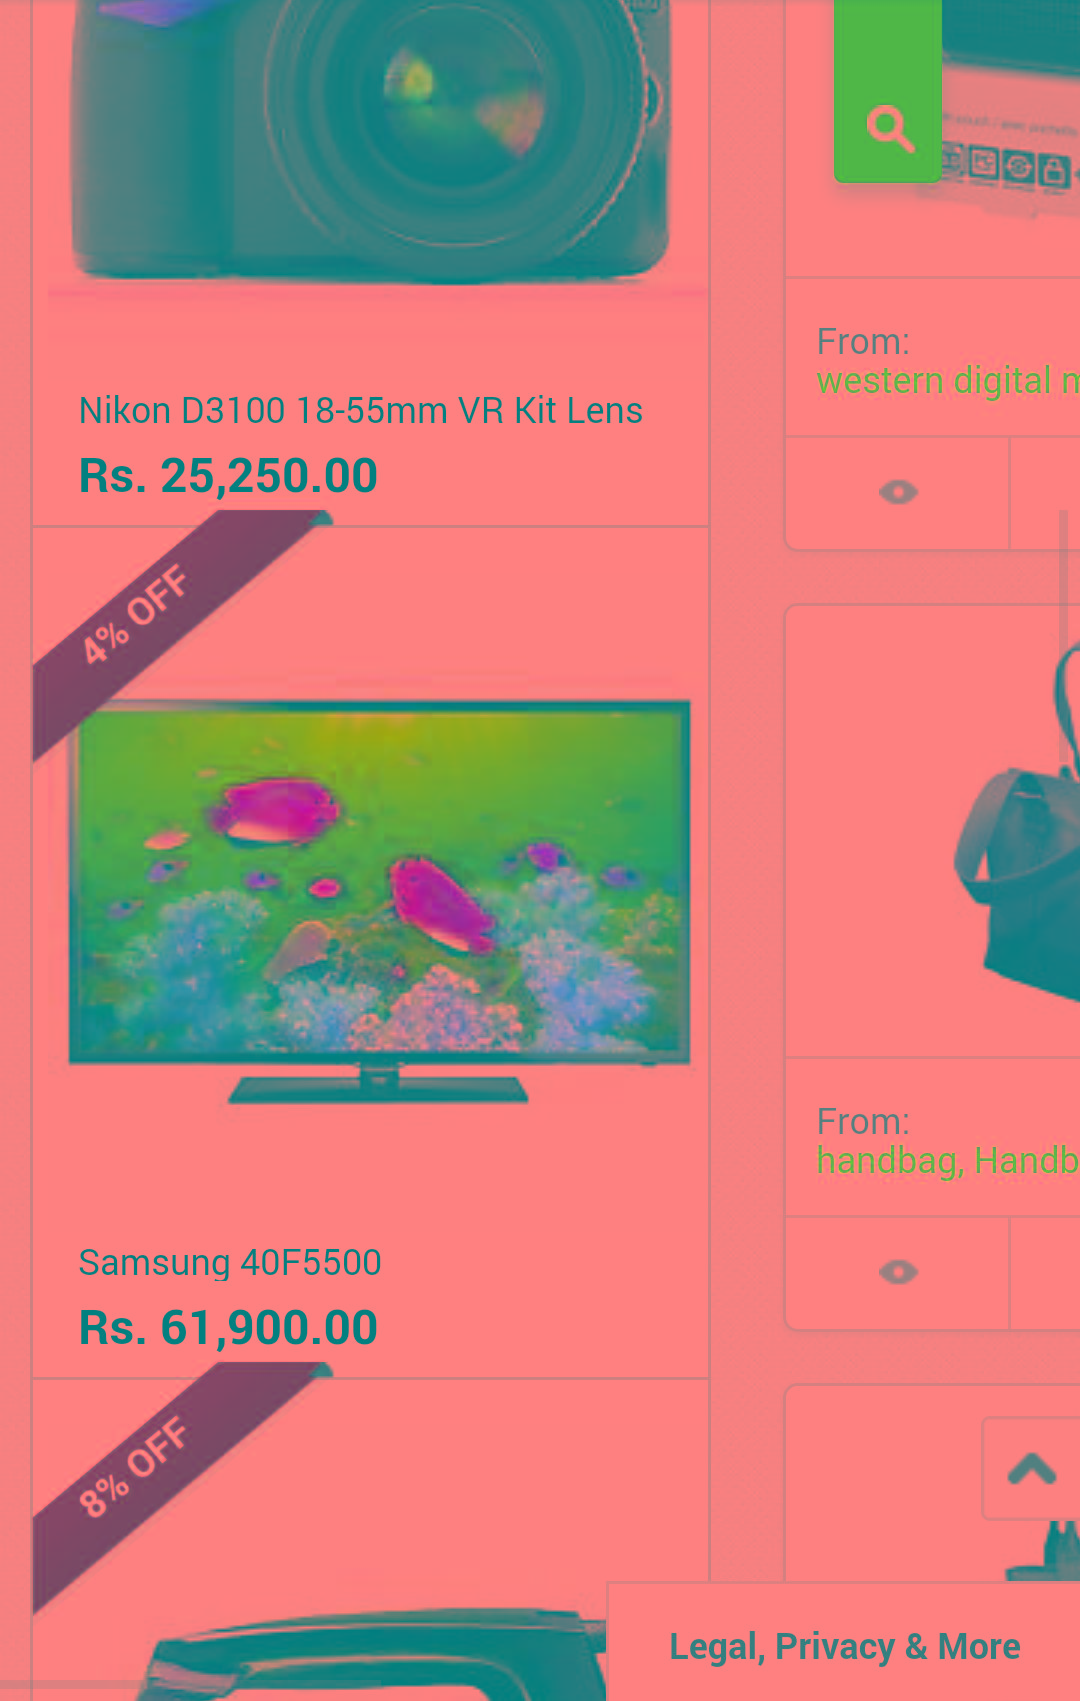 Nikon D3100 18-55mm VR Kit Lens
Rs. 25,250.00
4% OFF
Samsung 40F5500
Rs. 61,900.00
8% OFF
From:
western digital
From:
handbag,
Legal, Privacy & More